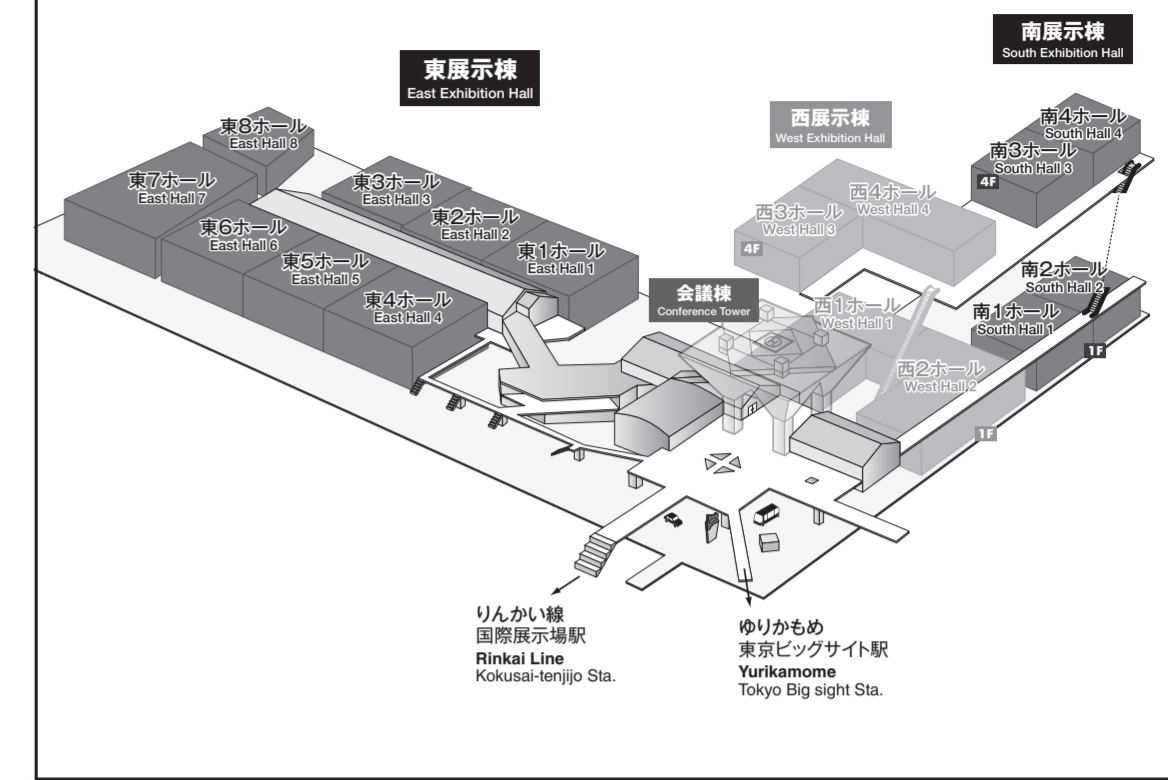 南展示棟
South Exhibition Hall
東展示棟
East Exhibition Hall
西展示棟
West Exhibition Hall
東8ホール
East Hall 8
東7ホール
East Hall 7
東3ホール
East Hall 3
東2ホール
East Hall 2
東1ホール
East Hall 1
東6ホール
East Hall 6
東5ホール
East Hall 5
東4ホール
East Hall 4
南4ホール
South Hall 4
南3ホール
South Hall 3
4F
西4ホール
West Hall 4
西3ホール
West Hall 3
4F
会議棟
Conference Tower
南2ホール
South Hall 2
南1ホール
South Hall 1
1F
西1ホール
West Hall 1
西2ホール
West Hall 2
1F
りんかい線
国際展示場駅
Rinkai Line
Kokusai-tenjijo Sta.
ゆりかもめ
東京ビッグサイト駅
Yurikamome
Tokyo Big sight Sta.